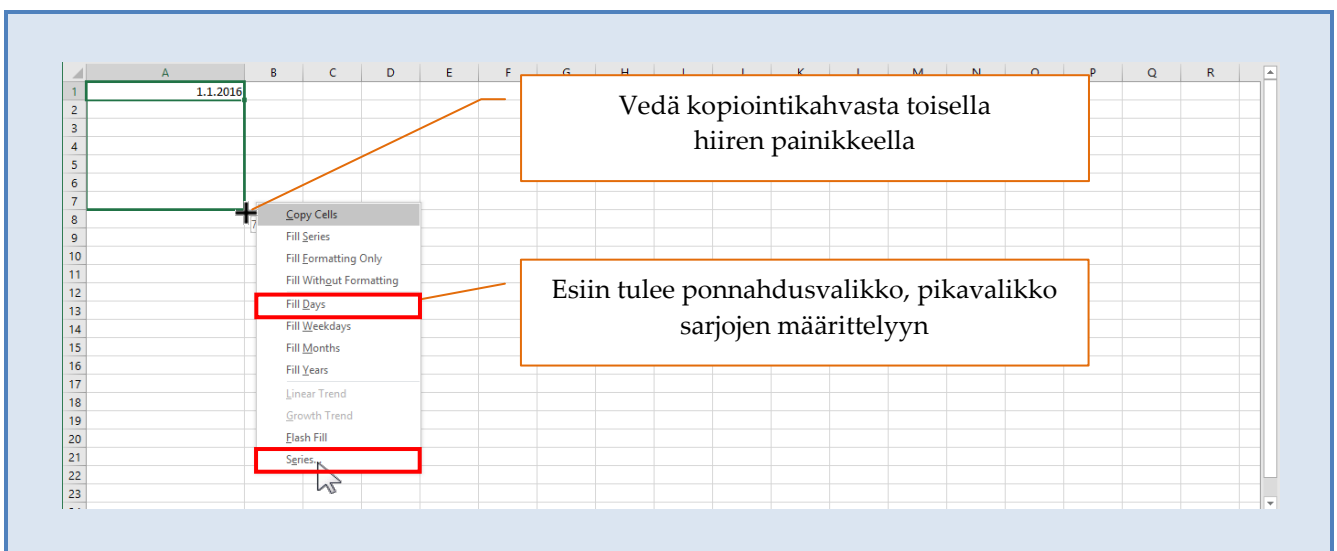 A B C D E F G H I J K L M N O P Q R
1 1.1.2016
2
3
4
5
6
7
8
9
10
11
12
13
14
15
16
17
18
19
20
21
22
23
Vedä kopiointikahvasta toisella
hiiren painikkeella
7
Copy Cells
Fill Series
Fill Formatting Only
Fill Without Formatting
Fill Days
Fill Weekdays
Fill Months
Fill Years
Linear Trend
Growth Trend
Flash Fill
Series...
Esiin tulee ponnahdusvalikko, pikavalikko
sarjojen määrittelyyn